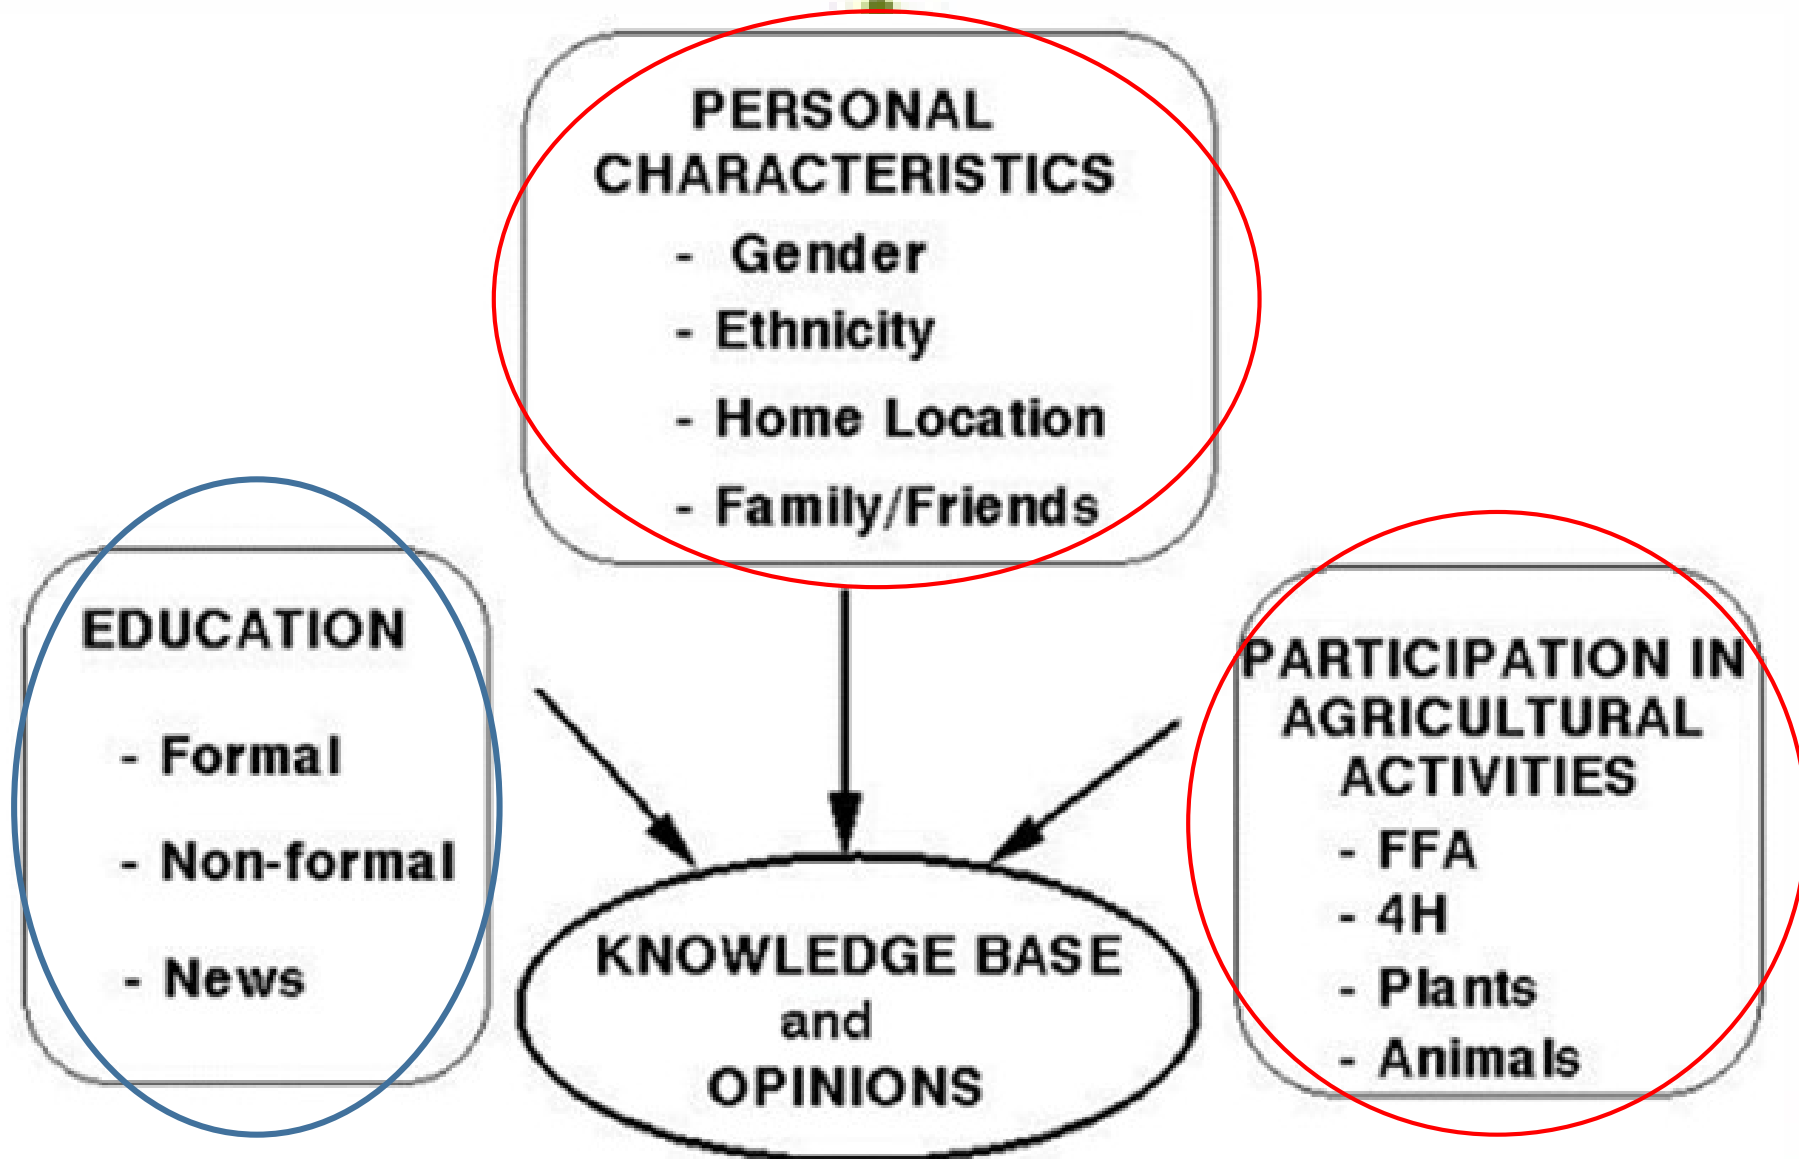 PERSONAL
CHARACTERISTICS
- Gender
- Ethnicity
- Home Location
- Family/Friends
EDUCATION
- Formal
- Non-formal
- News
PARTICIPATION IN
AGRICULTURAL
ACTIVITIES
- FFA
- 4H
- Plants
- Animals
KNOWLEDGE BASE
and
OPINIONS